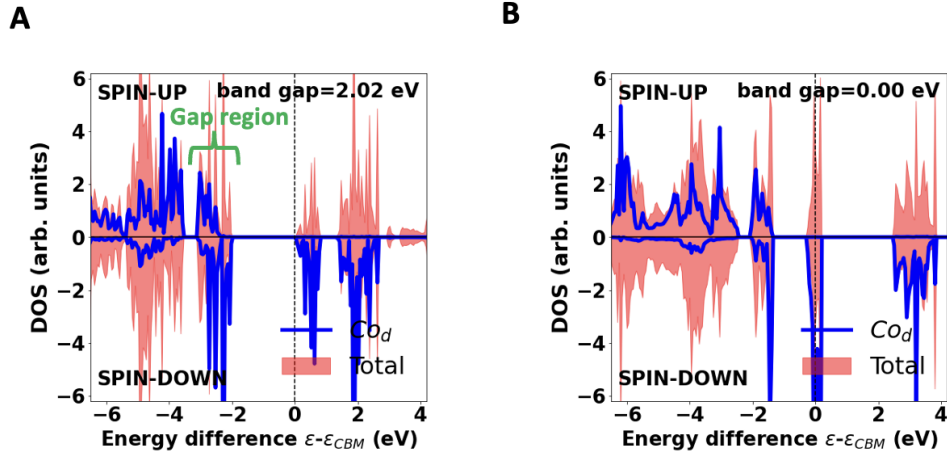 A
B
6
4
2
0
−2
−4
−6
SPIN-UP
band gap=2.02 eV
Gap region
SPIN-DOWN
Co_d
Total
−6 −4 −2 0 2 4
DOS (arb. units)
Energy difference ε-ε_CBM (eV)
6
4
2
0
−2
−4
−6
SPIN-UP
band gap=0.00 eV
SPIN-DOWN
Co_d
Total
−6 −4 −2 0 2 4
DOS (arb. units)
Energy difference ε-ε_CBM (eV)